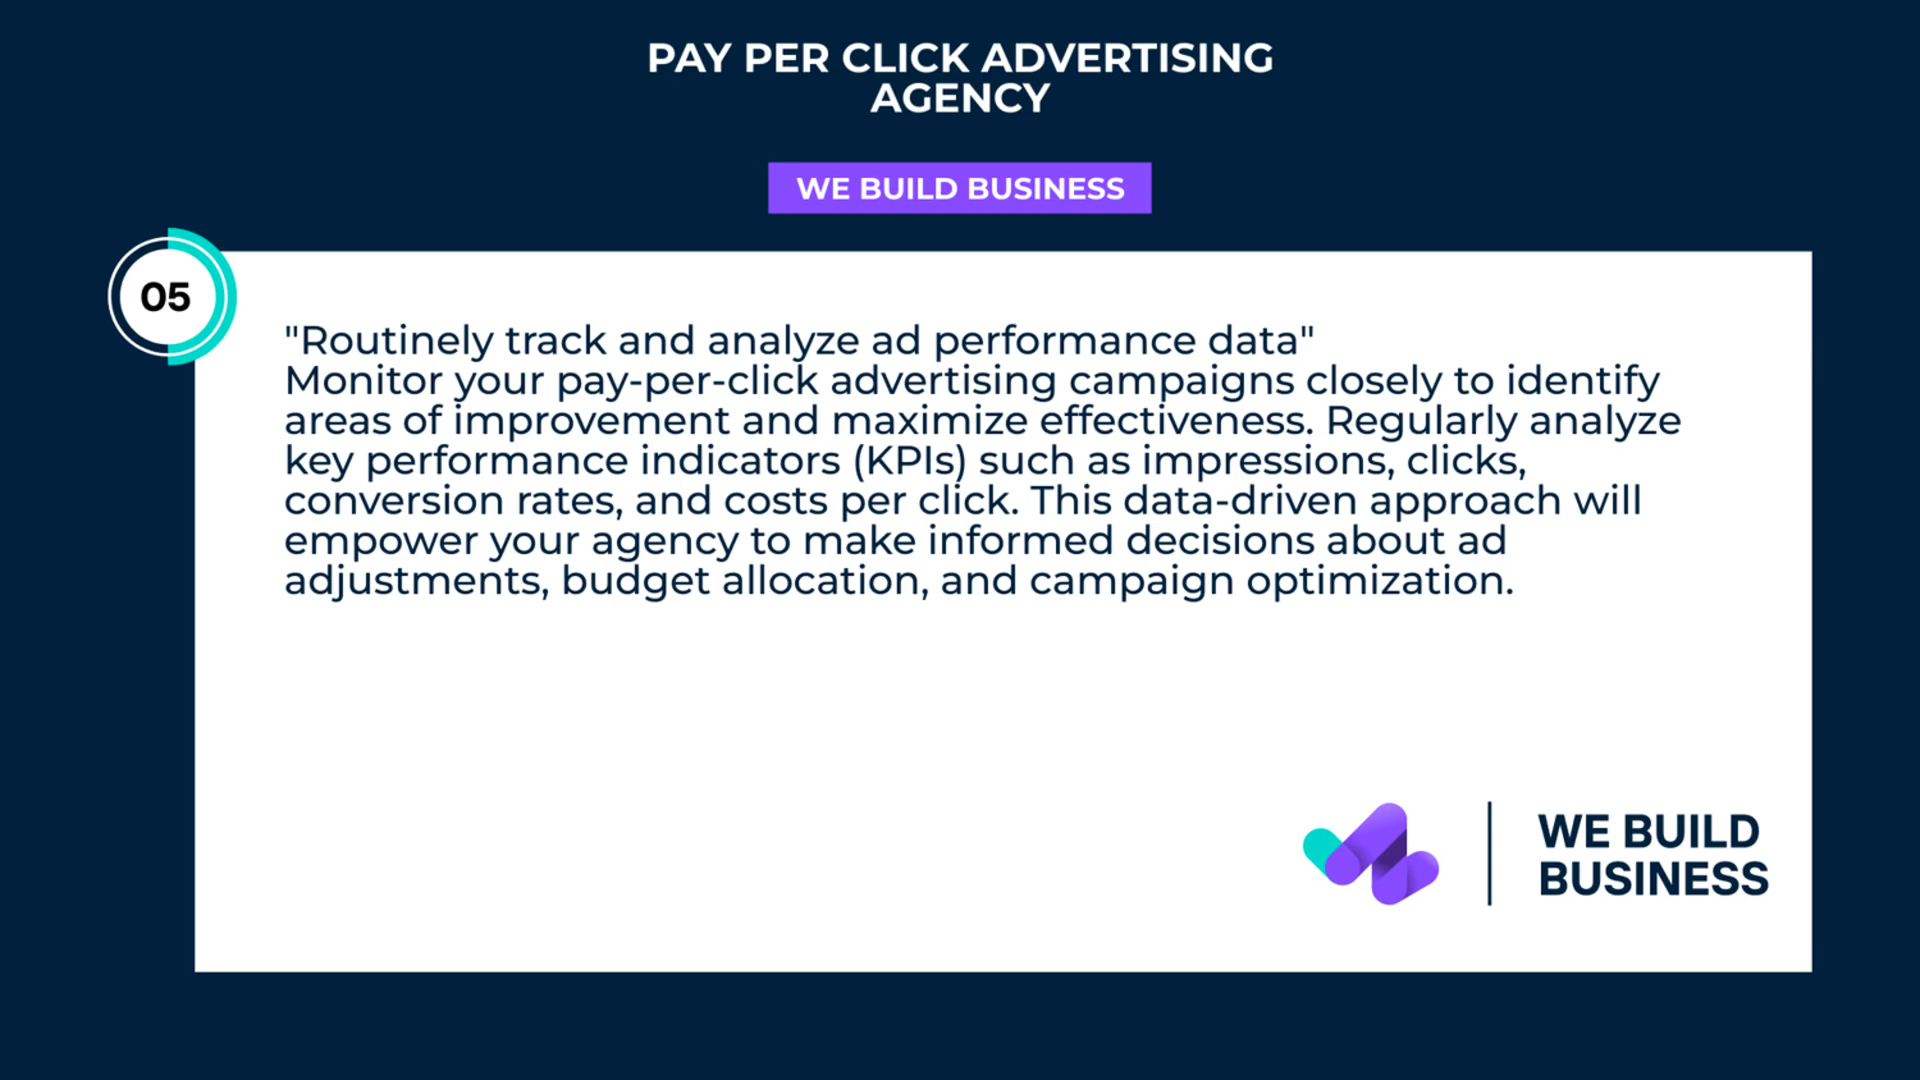 PAY PER CLICK ADVERTISING
AGENCY
WE BUILD BUSINESS
05
"Routinely track and analyze ad performance data"
Monitor your pay-per-click advertising campaigns closely to identify
areas of improvement and maximize effectiveness. Regularly analyze
key performance indicators (KPIs) such as impressions, clicks,
conversion rates, and costs per click. This data-driven approach will
empower your agency to make informed decisions about ad
adjustments, budget allocation, and campaign optimization.
WE BUILD
BUSINESS